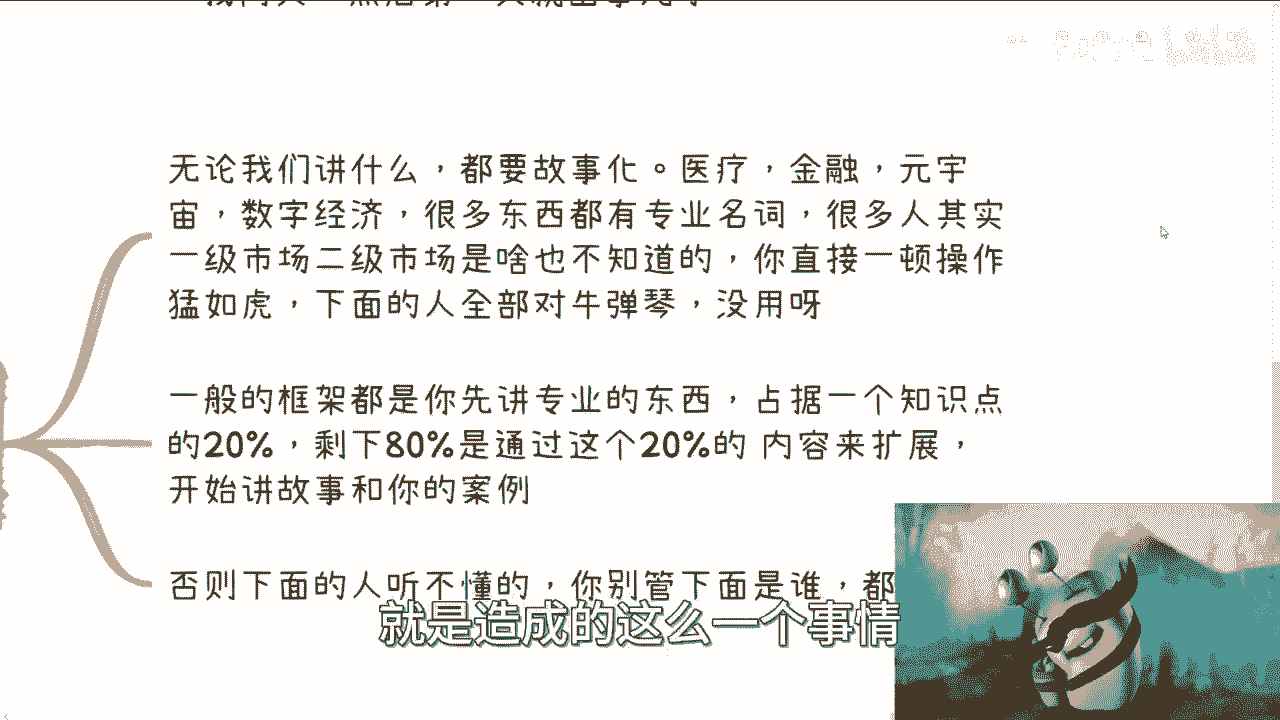 无论我们讲什么，都要故事化。医疗，金融，元宇
宙，数字经济，很多东西都有专业名词，很多人其实
一级市场二级市场是啥也不知道的，你直接一顿操作
猛如虎，下面的人全部对牛弹琴，没用呀
一般的框架都是你先讲专业的东西，占据一个知识点
的20%，剩下80%是通过这个20%的 内容来扩展，
开始讲故事和你的案例
否则下面的人听不懂的，你别管下面是谁，都
就是造成的这么一个事情